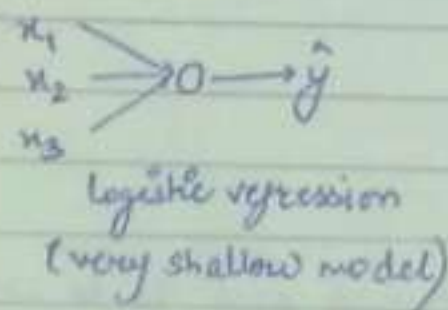 x₁
x₂
x₃
ŷ
logistic regression
(very shallow model)